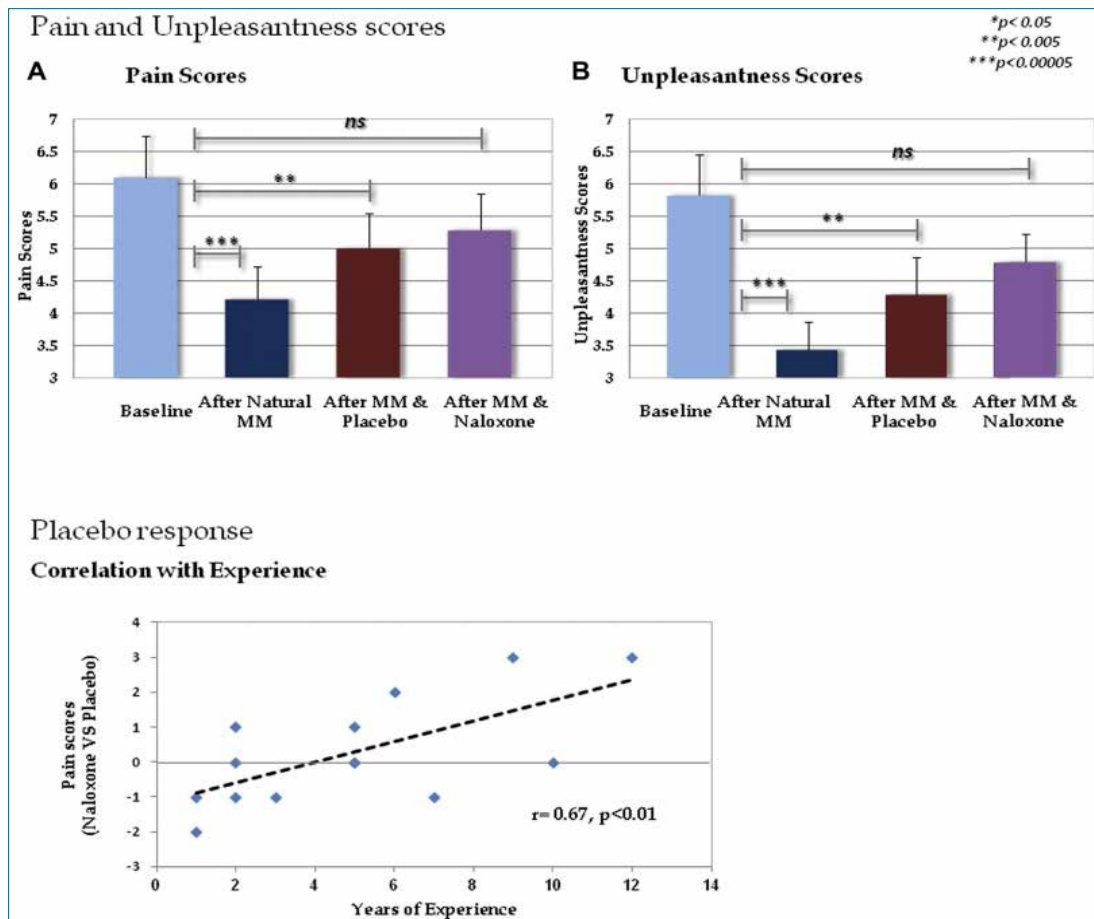 Pain and Unpleasantness scores
*p< 0.05
**p< 0.005
***p<0.00005
A Pain Scores
7
6.5
6
5.5
5
4.5
4
3.5
3
Pain Scores
ns
**
***
Baseline
After Natural
MM
After MM &
Placebo
After MM &
Naloxone
B Unpleasantness Scores
7
6.5
6
5.5
5
4.5
4
3.5
3
Unpleasantness Scores
ns
**
***
Baseline
After Natural
MM
After MM &
Placebo
After MM &
Naloxone
Placebo response
Correlation with Experience
4
3
2
1
0
-1
-2
-3
Pain scores
(Naloxone VS Placebo)
r= 0.67, p<0.01
0 2 4 6 8 10 12 14
Years of Experience